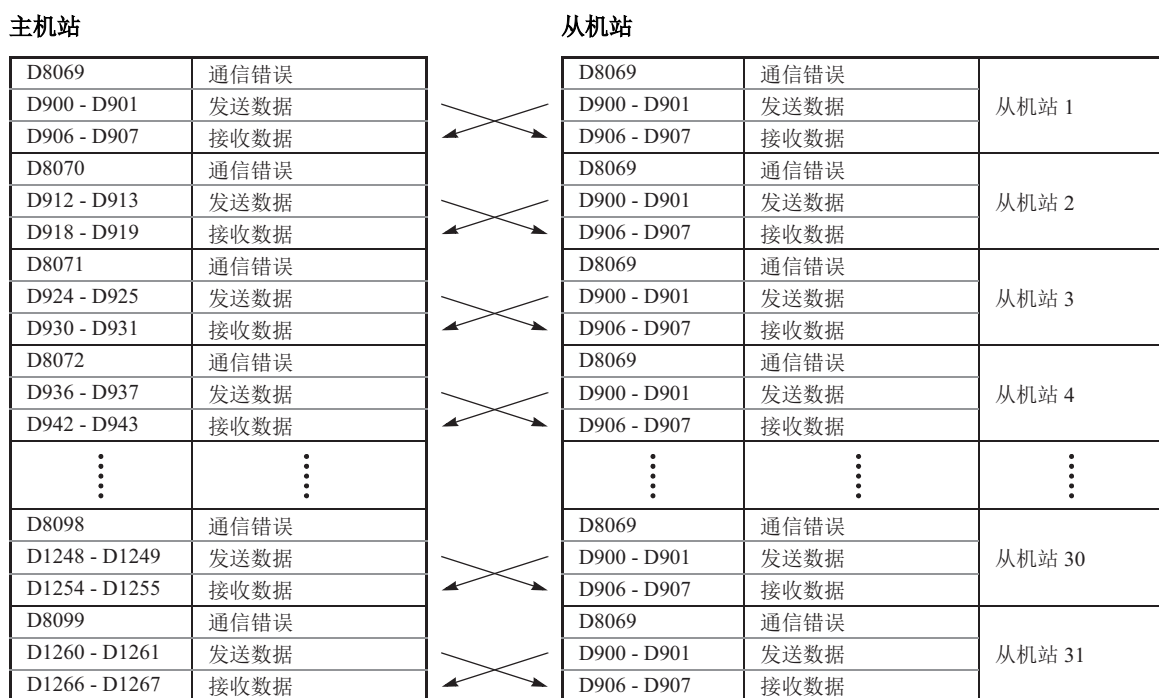 主机站 从机站
D8069 通信错误 D8069 通信错误
D900 - D901 发送数据 D900 - D901 发送数据 从机站 1
D906 - D907 接收数据 D906 - D907 接收数据
D8070 通信错误 D8069 通信错误
D912 - D913 发送数据 D900 - D901 发送数据 从机站 2
D918 - D919 接收数据 D906 - D907 接收数据
D8071 通信错误 D8069 通信错误
D924 - D925 发送数据 D900 - D901 发送数据 从机站 3
D930 - D931 接收数据 D906 - D907 接收数据
D8072 通信错误 D8069 通信错误
D936 - D937 发送数据 D900 - D901 发送数据 从机站 4
D942 - D943 接收数据 D906 - D907 接收数据
D8098 通信错误 D8069 通信错误
D1248 - D1249 发送数据 D900 - D901 发送数据 从机站 30
D1254 - D1255 接收数据 D906 - D907 接收数据
D8099 通信错误 D8069 通信错误
D1260 - D1261 发送数据 D900 - D901 发送数据 从机站 31
D1266 - D1267 接收数据 D906 - D907 接收数据